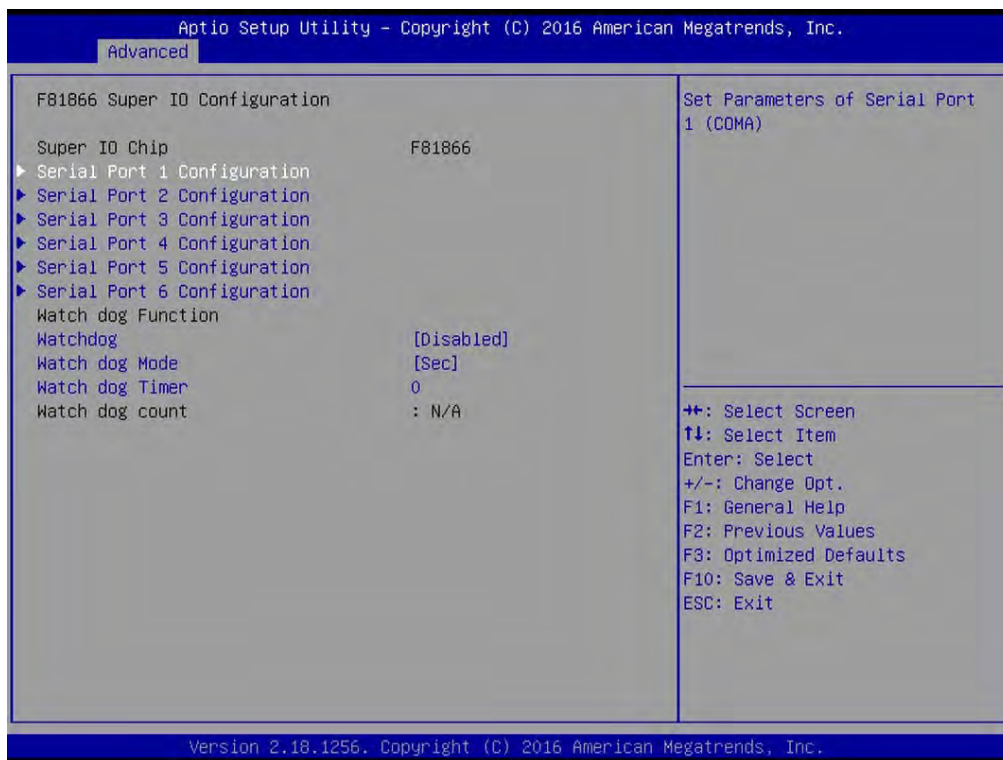 Aptio Setup Utility – Copyright (C) 2016 American Megatrends, Inc.
Advanced
F81866 Super IO Configuration
Super IO Chip F81866
Serial Port 1 Configuration
Serial Port 2 Configuration
Serial Port 3 Configuration
Serial Port 4 Configuration
Serial Port 5 Configuration
Serial Port 6 Configuration
Watch dog Function
Watchdog [Disabled]
Watch dog Mode [Sec]
Watch dog Timer 0
Watch dog count : N/A
Set Parameters of Serial Port
1 (COMA)
→←: Select Screen
↑↓: Select Item
Enter: Select
+/-: Change Opt.
F1: General Help
F2: Previous Values
F3: Optimized Defaults
F10: Save & Exit
ESC: Exit
Version 2.18.1256. Copyright (C) 2016 American Megatrends, Inc.